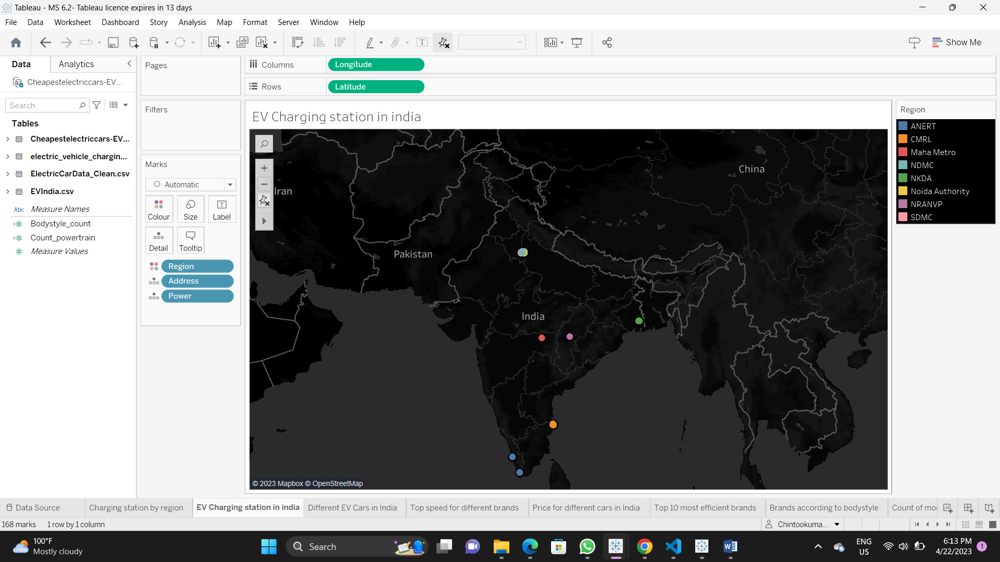 Tableau - MS 6.2- Tableau licence expires in 13 days
File Data Worksheet Dashboard Story Analysis Map Format Server Window Help
Show Me
Data Analytics
Cheapestelectriccars-EV...
Search
Tables
Cheapestelectriccars-EV...
electric_vehicle_chargin...
ElectricCarData_Clean.csv
EVIndia.csv
Abc Measure Names
Bodystyle_count
Count_powertrain
Measure Values
Pages
Filters
Marks
Automatic
Colour Size Label
Detail Tooltip
Region
Address
Power
Columns Longitude
Rows Latitude
EV Charging station in india
Iran
China
Pakistan
India
© 2023 Mapbox © OpenStreetMap
Region
ANERT
CMRL
Maha Metro
NDMC
NKDA
Noida Authority
NRANVP
SDMC
Data Source Charging station by region EV Charging station in india Different EV Cars in India Top speed for different brands Price for different cars in India Top 10 most efficient brands Brands according to bodystyle Count of mo
168 marks 1 row by 1 column Chintookuma...
100°F
Mostly cloudy
Search
ENG
US
6:13 PM
4/22/2023
1